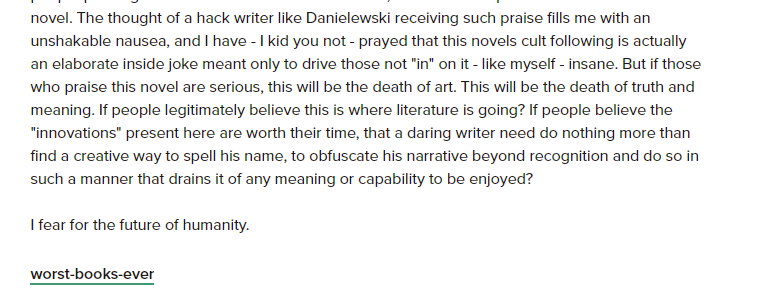 novel. The thought of a hack writer like Danielewski receiving such praise fills me with an
unshakable nausea, and I have - I kid you not - prayed that this novels cult following is actually
an elaborate inside joke meant only to drive those not "in" on it - like myself - insane. But if those
who praise this novel are serious, this will be the death of art. This will be the death of truth and
meaning. If people legitimately believe this is where literature is going? If people believe the
"innovations" present here are worth their time, that a daring writer need do nothing more than
find a creative way to spell his name, to obfuscate his narrative beyond recognition and do so in
such a manner that drains it of any meaning or capability to be enjoyed?
I fear for the future of humanity.
worst-books-ever